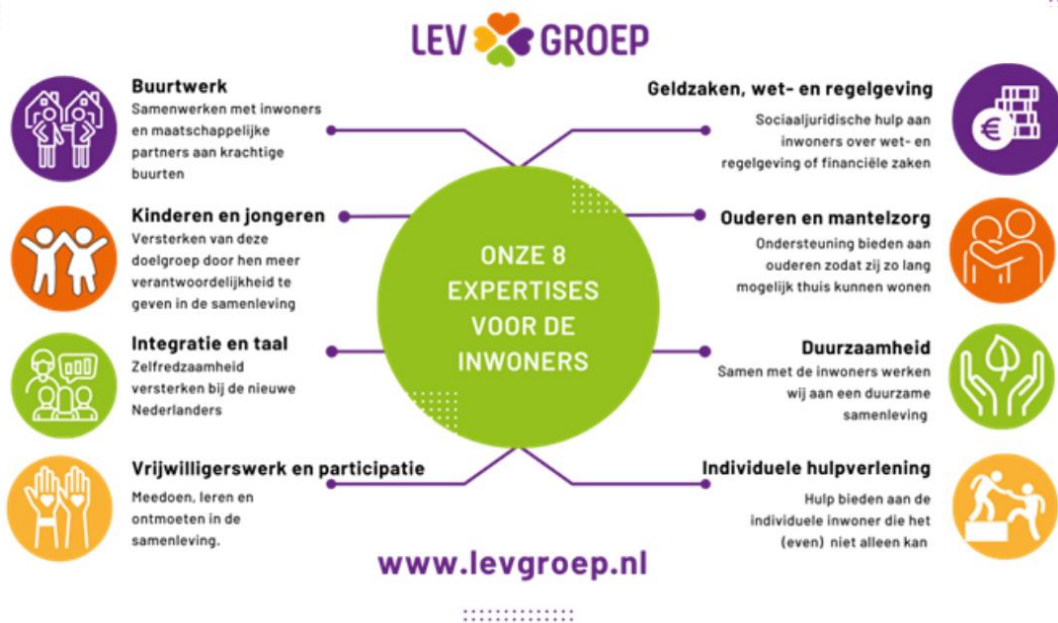 LEV GROEP
Buurtwerk
Samenwerken met inwoners
en maatschappelijke
partners aan krachtige
buurten
Kinderen en jongeren
Versterken van deze
doelgroep door hen meer
verantwoordelijkheid te
geven in de samenleving
Integratie en taal
Zelfredzaamheid
versterken bij de nieuwe
Nederlanders
Vrijwilligerswerk en participatie
Meedoen, leren en
ontmoeten in de
samenleving.
ONZE 8
EXPERTISES
VOOR DE
INWONERS
Geldzaken, wet- en regelgeving
Sociaaljuridische hulp aan
inwoners over wet- en
regelgeving of financiële zaken
Ouderen en mantelzorg
Ondersteuning bieden aan
ouderen zodat zij zo lang
mogelijk thuis kunnen wonen
Duurzaamheid
Samen met de inwoners werken
wij aan een duurzame
samenleving
Individuele hulpverlening
Hulp bieden aan de
individuele inwoner die het
(even) niet alleen kan
www.levgroep.nl